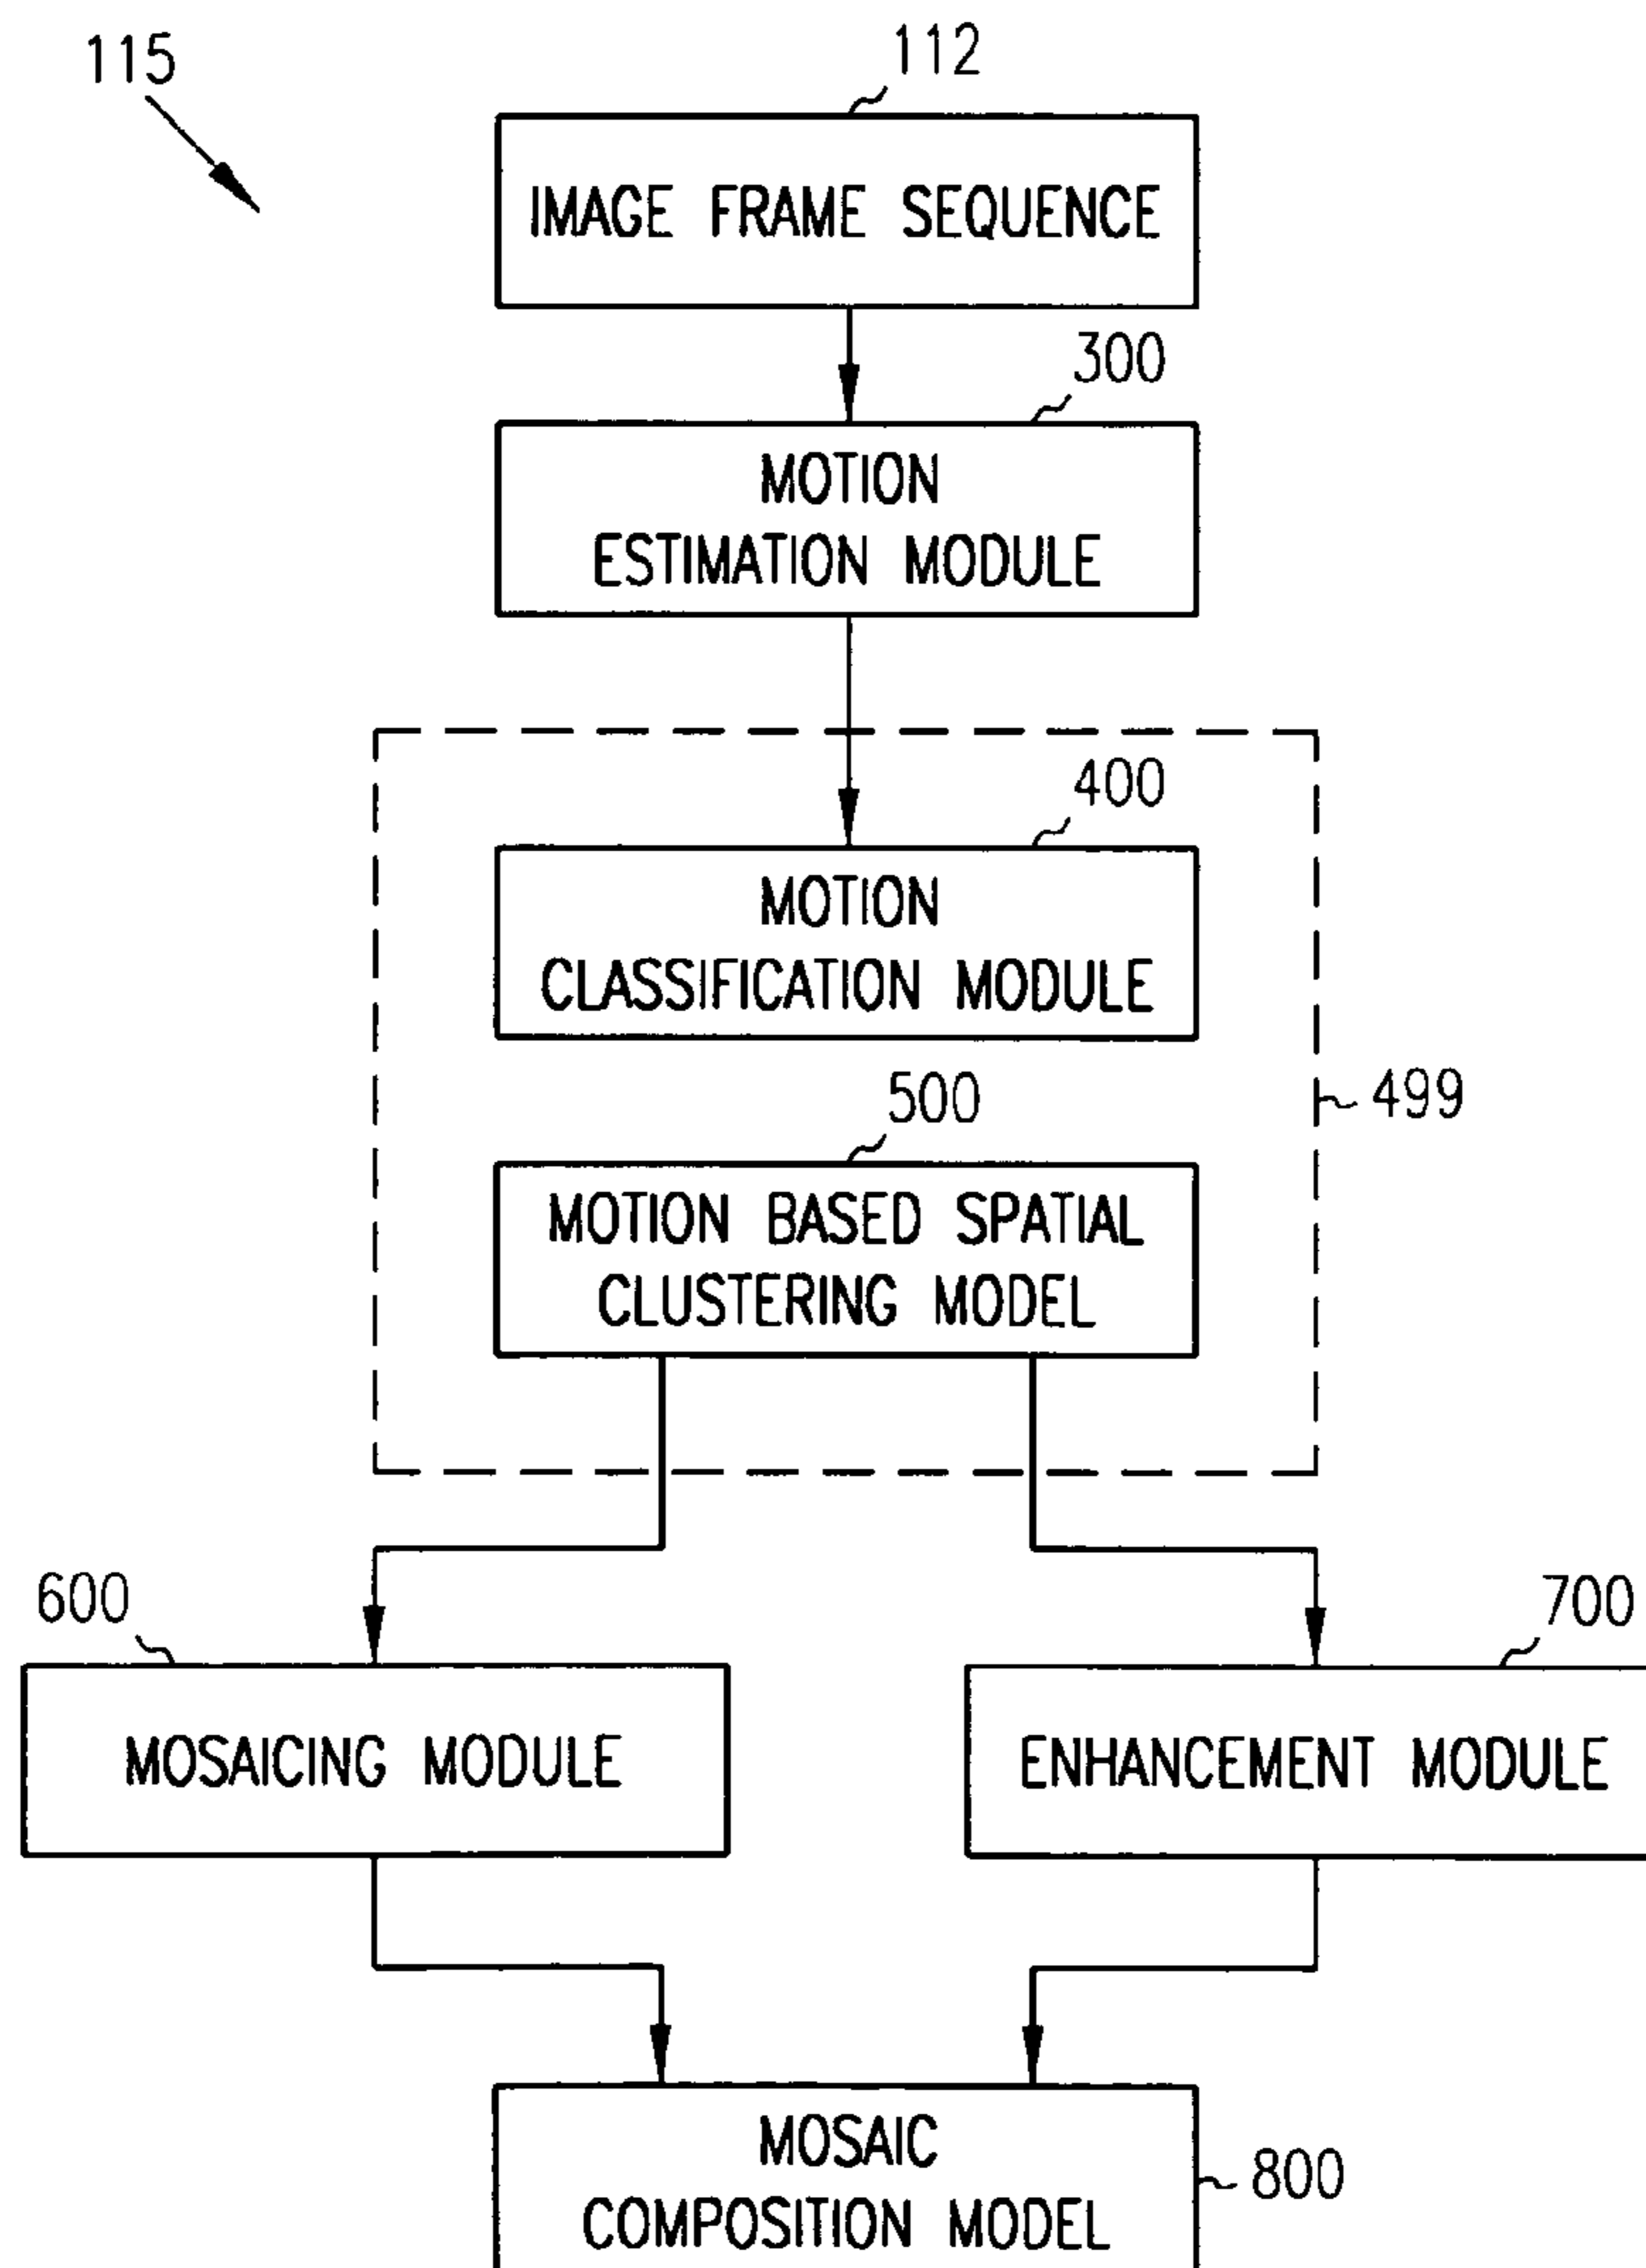 115
112
IMAGE FRAME SEQUENCE
300
MOTION
ESTIMATION MODULE
400
MOTION
CLASSIFICATION MODULE
499
500
MOTION BASED SPATIAL
CLUSTERING MODEL
600
MOSAICING MODULE
700
ENHANCEMENT MODULE
MOSAIC
COMPOSITION MODEL
800